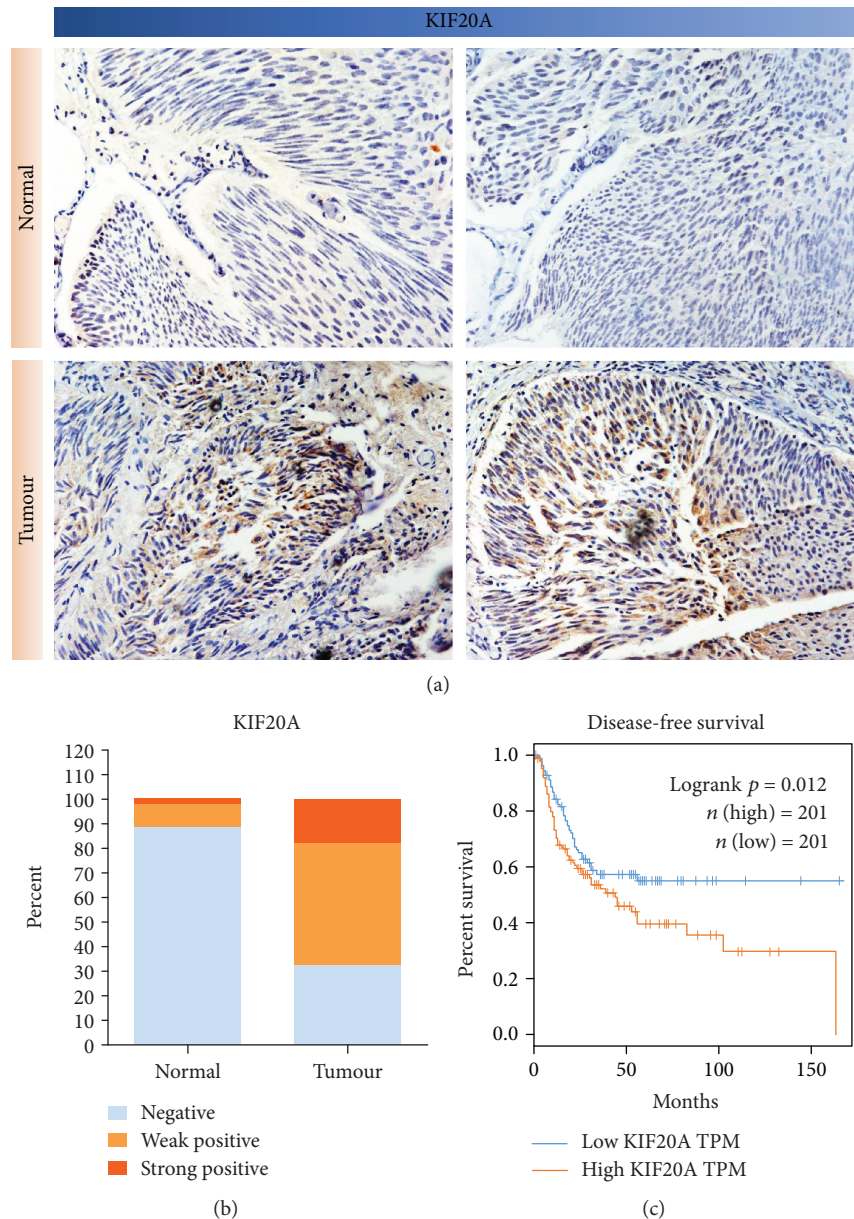 KIF20A
Normal
Tumour
(a)
KIF20A
Percent
120
110
100
90
80
70
60
50
40
30
20
10
0
Normal
Tumour
Negative
Weak positive
Strong positive
(b)
Disease-free survival
Percent survival
1.0
0.8
0.6
0.4
0.2
0.0
Logrank p = 0.012
n (high) = 201
n (low) = 201
0
50
100
150
Months
Low KIF20A TPM
High KIF20A TPM
(c)